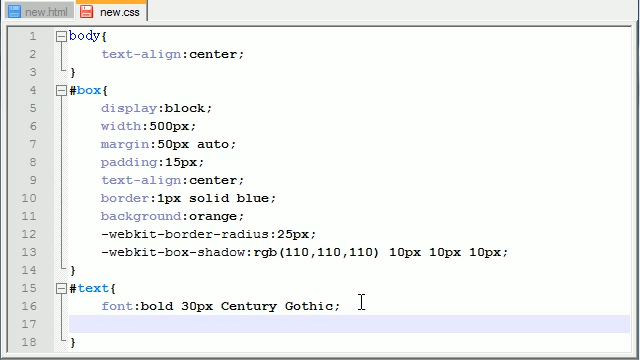 new.html new.css
1 body{
2 text-align:center;
3 }
4 #box{
5 display:block;
6 width:500px;
7 margin:50px auto;
8 padding:15px;
9 text-align:center;
10 border:1px solid blue;
11 background:orange;
12 -webkit-border-radius:25px;
13 -webkit-box-shadow:rgb(110,110,110) 10px 10px 10px;
14 }
15 #text{
16 font:bold 30px Century Gothic;
17
18 }